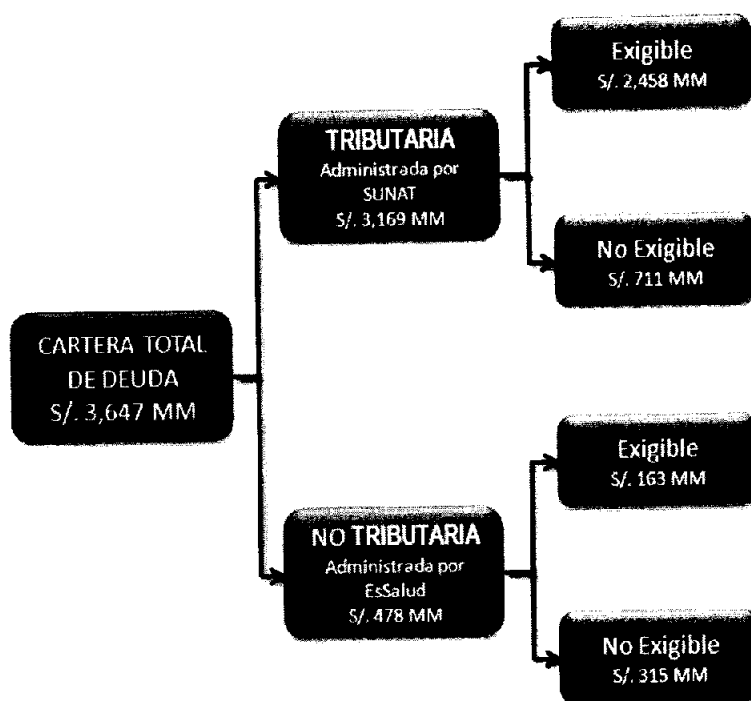 CARTERA TOTAL
DE DEUDA
S/. 3,647 MM
TRIBUTARIA
Administrada por
SUNAT
S/. 3,169 MM
Exigible
S/. 2,458 MM
No Exigible
S/. 711 MM
NO TRIBUTARIA
Administrada por
EsSalud
S/. 478 MM
Exigible
S/. 163 MM
No Exigible
S/. 315 MM